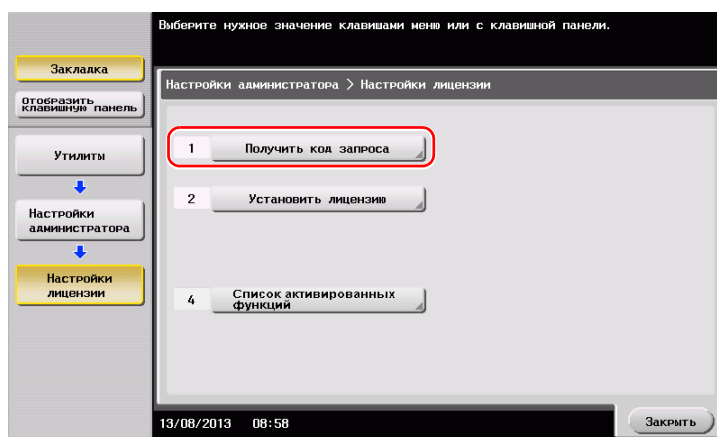 Выберите нужное значение клавишами меню или с клавишной панели.
Закладка
Отобразить
клавишную панель
Утилиты
Настройки
администратора
Настройки
лицензии
Настройки администратора > Настройки лицензии
1 Получить код запроса
2 Установить лицензию
4 Список активированных
функций
13/08/2013 08:58
Закрыть